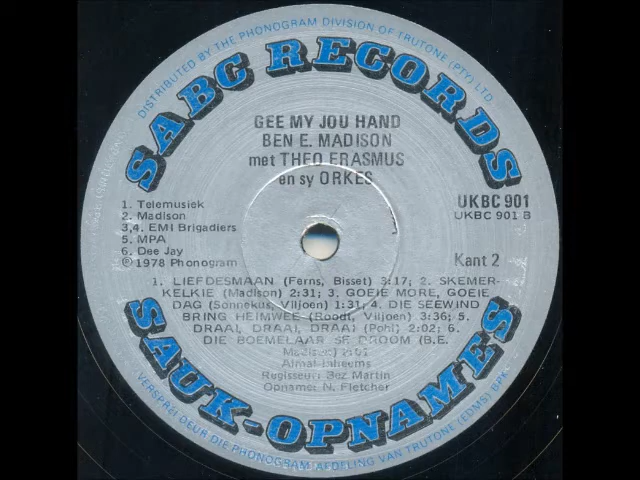 DISTRIBUTED BY THE PHONOGRAM DIVISION OF TRUTONE (PTY) LTD.
SABC RECORDS
GEE MY JOU HAND
BEN E. MADISON
met THEO ERASMUS
en sy ORKES
1. Telemusiek
2. Madison
3,4. EMI Brigadiers
5. MPA
6. Dee Jay
℗1978 Phonogram
UKBC 901
UKBC 901 B
Kant 2
1. LIEFDESMAAN (Ferns, Bisset) 3:17; 2. SKEMER-
KELKIE (Madison) 2:31; 3. GOEIE MORE, GOEIE
DAG (Sonnekus, Viljoen) 1:31; 4. DIE SEEWIND
BRING HEIMWEE (Roodt, Viljoen) 3:36; 5.
DRAAI, DRAAI, DRAAI (Pohl) 2:02; 6.
DIE BOEMELAAR SE DROOM (B.E.
Madison)
Almal Inheems
Regisseur: Bez Martin
Opname: N. Fletcher
SAUK-OPNAMES
VERSPREI DEUR DIE PHONOGRAM AFDELING VAN TRUTONE (EDMS) BPK.